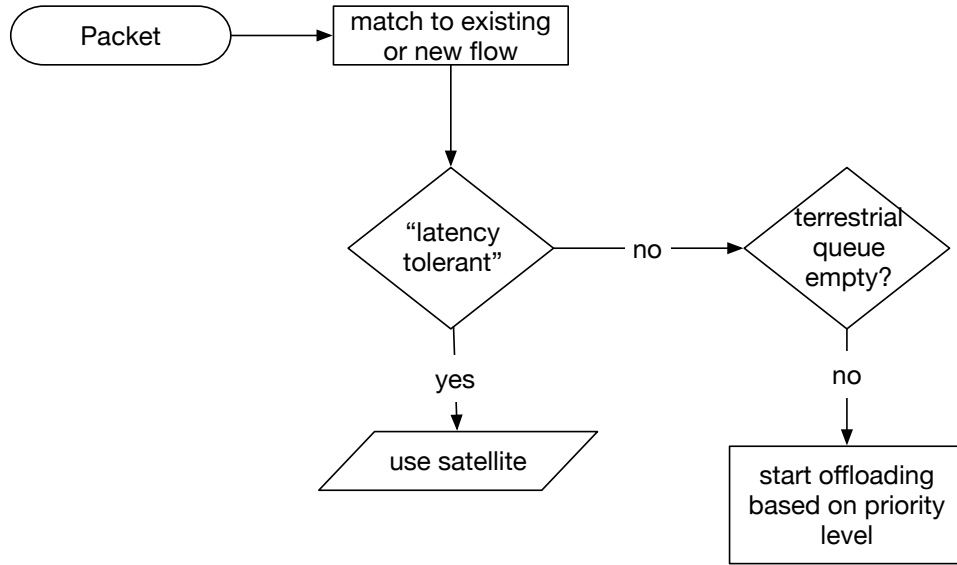 Packet
match to existing
or new flow
“latency
tolerant”
no
terrestrial
queue
empty?
yes
no
use satellite
start offloading
based on priority
level